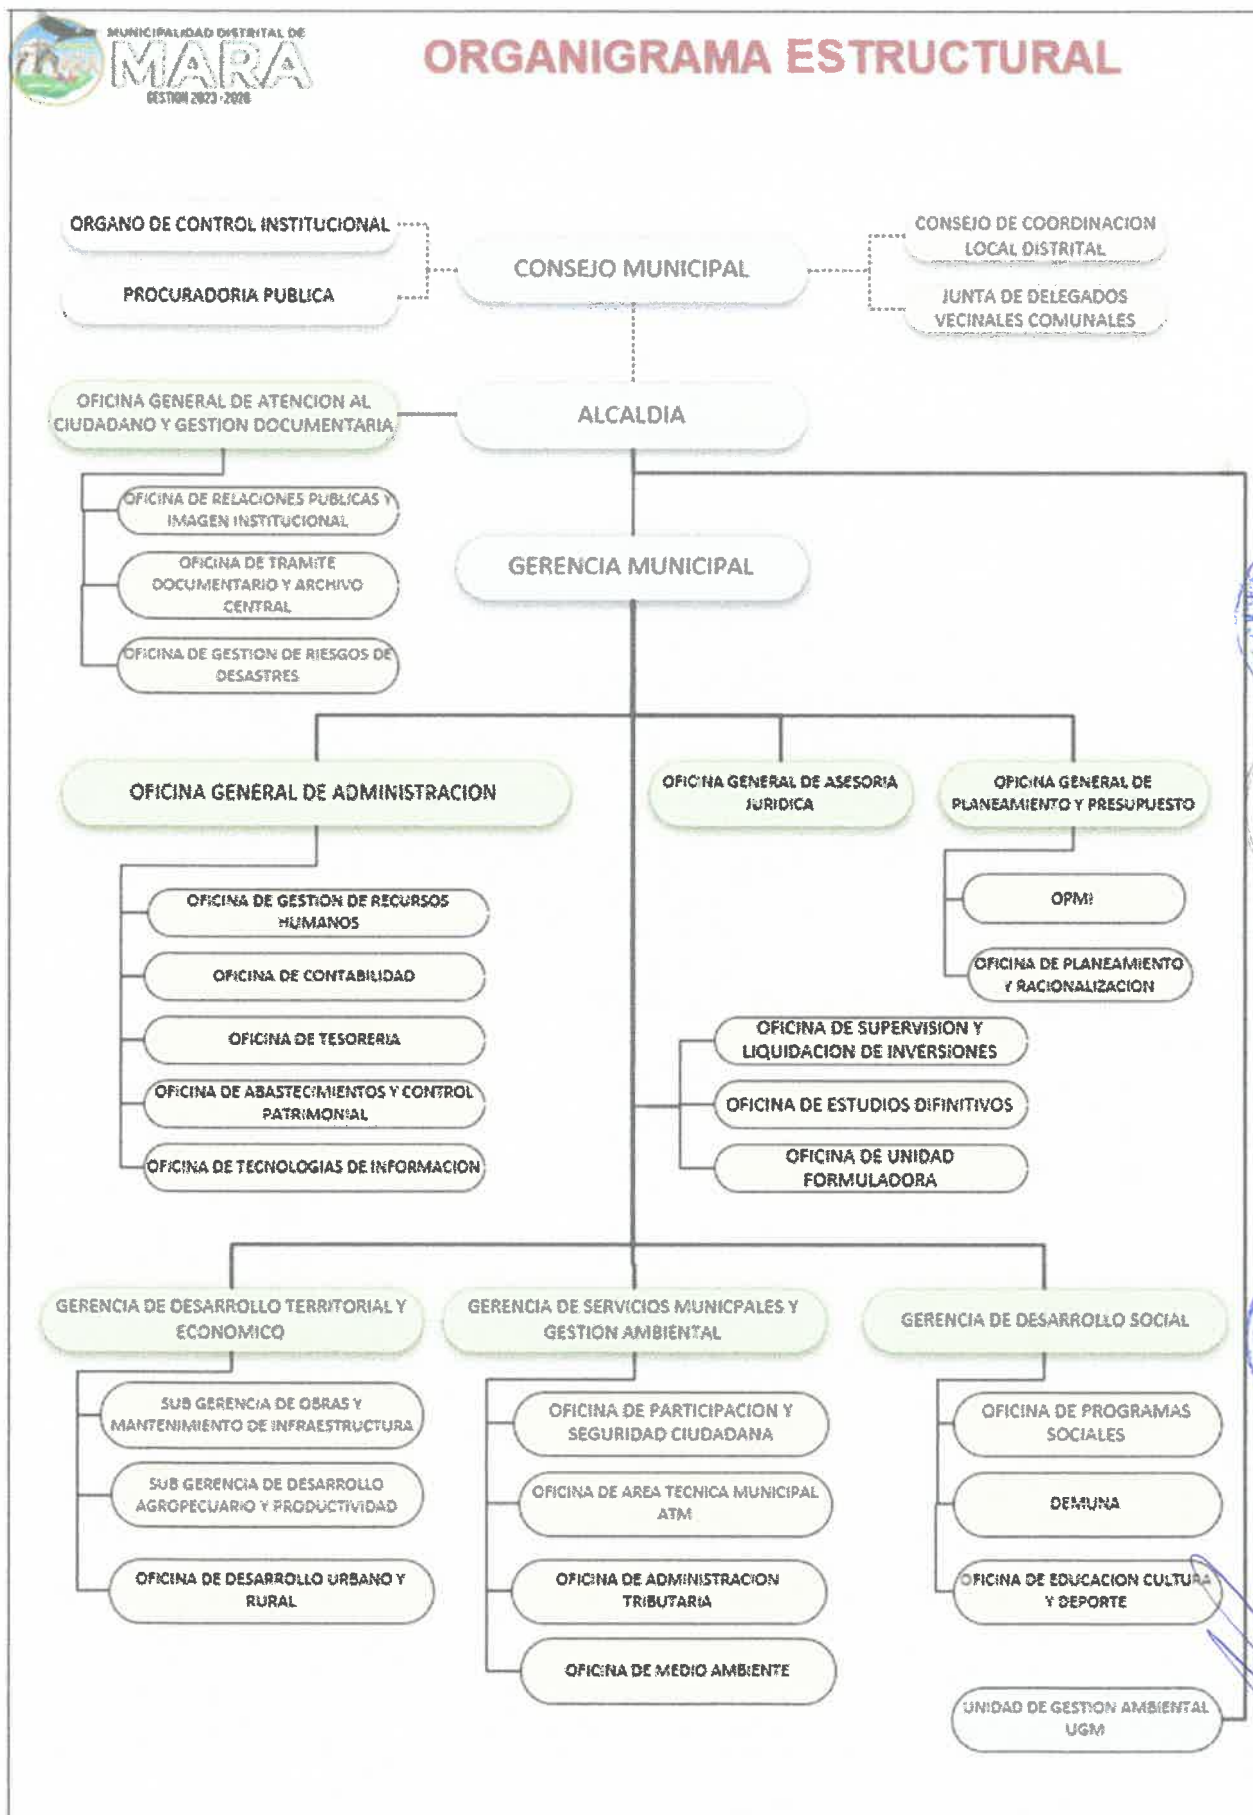 MUNICIPALIDAD DISTRITAL DE
MARA
GESTION 2023 - 2026
ORGANIGRAMA ESTRUCTURAL
ORGANO DE CONTROL INSTITUCIONAL
PROCURADORIA PUBLICA
CONSEJO MUNICIPAL
CONSEJO DE COORDINACION
LOCAL DISTRITAL
JUNTA DE DELEGADOS
VECINALES COMUNALES
OFICINA GENERAL DE ATENCION AL
CIUDADANO Y GESTION DOCUMENTARIA
ALCALDIA
OFICINA DE RELACIONES PUBLICAS Y
IMAGEN INSTITUCIONAL
OFICINA DE TRAMITE
DOCUMENTARIO Y ARCHIVO
CENTRAL
OFICINA DE GESTION DE RIESGOS DE
DESASTRES
GERENCIA MUNICIPAL
OFICINA GENERAL DE ADMINISTRACION
OFICINA GENERAL DE ASESORIA
JURIDICA
OFICINA GENERAL DE
PLANEAMIENTO Y PRESUPUESTO
OFICINA DE GESTION DE RECURSOS
HUMANOS
OFICINA DE CONTABILIDAD
OFICINA DE TESORERIA
OFICINA DE ABASTECIMIENTOS Y CONTROL
PATRIMONIAL
OFICINA DE TECNOLOGIAS DE INFORMACION
OPMI
OFICINA DE PLANEAMIENTO
Y RACIONALIZACION
OFICINA DE SUPERVISION Y
LIQUIDACION DE INVERSIONES
OFICINA DE ESTUDIOS DIFINITIVOS
OFICINA DE UNIDAD
FORMULADORA
GERENCIA DE DESARROLLO TERRITORIAL Y
ECONOMICO
GERENCIA DE SERVICIOS MUNICPALES Y
GESTION AMBIENTAL
GERENCIA DE DESARROLLO SOCIAL
SUB GERENCIA DE OBRAS Y
MANTENIMIENTO DE INFRAESTRUCTURA
SUB GERENCIA DE DESARROLLO
AGROPECUARIO Y PRODUCTIVIDAD
OFICINA DE DESARROLLO URBANO Y
RURAL
OFICINA DE PARTICIPACION Y
SEGURIDAD CIUDADANA
OFICINA DE AREA TECNICA MUNICIPAL
ATM
OFICINA DE ADMINISTRACION
TRIBUTARIA
OFICINA DE MEDIO AMBIENTE
OFICINA DE PROGRAMAS
SOCIALES
DEMUNA
OFICINA DE EDUCACION CULTURA
Y DEPORTE
UNIDAD DE GESTION AMBIENTAL
UGM